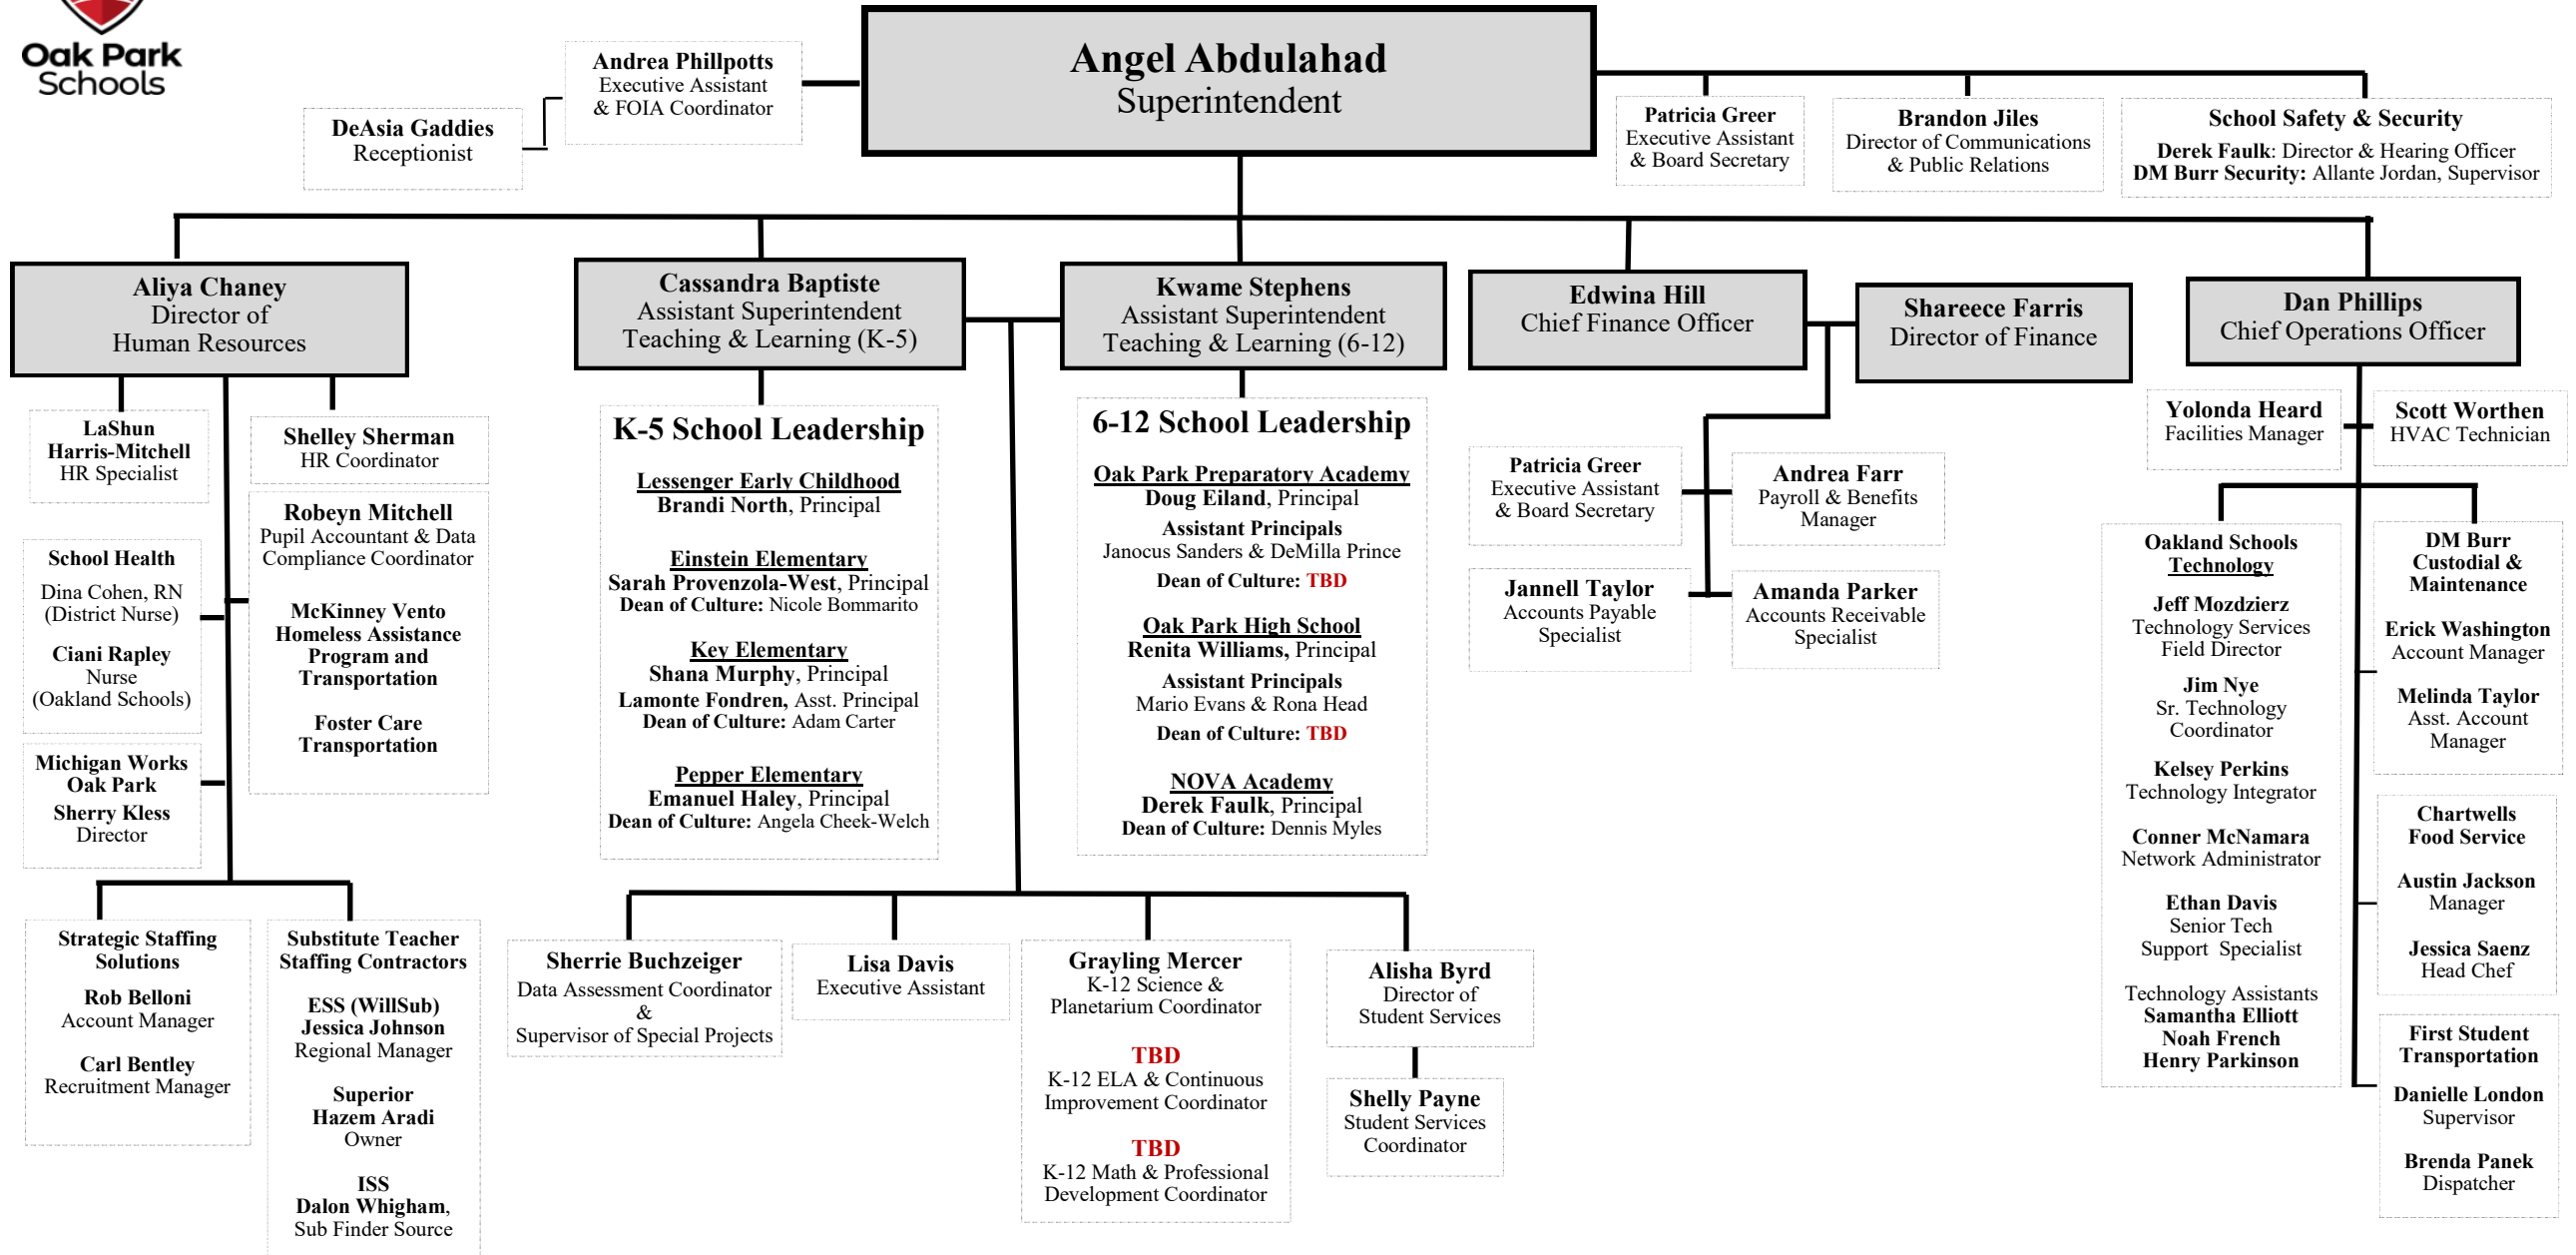 Oak Park
Schools
Angel Abdulahad
Superintendent
Andrea Phillpotts
Executive Assistant
& FOIA Coordinator
DeAsia Gaddies
Receptionist
Patricia Greer
Executive Assistant
& Board Secretary
Brandon Jiles
Director of Communications
& Public Relations
School Safety & Security
Derek Faulk: Director & Hearing Officer
DM Burr Security: Allante Jordan, Supervisor
Aliya Chaney
Director of
Human Resources
Cassandra Baptiste
Assistant Superintendent
Teaching & Learning (K-5)
Kwame Stephens
Assistant Superintendent
Teaching & Learning (6-12)
Edwina Hill
Chief Finance Officer
Shareece Farris
Director of Finance
Dan Phillips
Chief Operations Officer
LaShun
Harris-Mitchell
HR Specialist
Shelley Sherman
HR Coordinator
School Health
Dina Cohen, RN
(District Nurse)
Ciani Rapley
Nurse
(Oakland Schools)
Robeyn Mitchell
Pupil Accountant & Data
Compliance Coordinator
McKinney Vento
Homeless Assistance
Program and
Transportation
Foster Care
Transportation
Michigan Works
Oak Park
Sherry Kless
Director
Strategic Staffing
Solutions
Rob Belloni
Account Manager
Carl Bentley
Recruitment Manager
Substitute Teacher
Staffing Contractors
ESS (WillSub)
Jessica Johnson
Regional Manager
Superior
Hazem Aradi
Owner
ISS
Dalon Whigham,
Sub Finder Source
K-5 School Leadership
Lessenger Early Childhood
Brandi North, Principal
Einstein Elementary
Sarah Provenzola-West, Principal
Dean of Culture: Nicole Bommarito
Key Elementary
Shana Murphy, Principal
Lamonte Fondren, Asst. Principal
Dean of Culture: Adam Carter
Pepper Elementary
Emanuel Haley, Principal
Dean of Culture: Angela Cheek-Welch
6-12 School Leadership
Oak Park Preparatory Academy
Doug Eiland, Principal
Assistant Principals
Janocus Sanders & DeMilla Prince
Dean of Culture: TBD
Oak Park High School
Renita Williams, Principal
Assistant Principals
Mario Evans & Rona Head
Dean of Culture: TBD
NOVA Academy
Derek Faulk, Principal
Dean of Culture: Dennis Myles
Sherrie Buchzeiger
Data Assessment Coordinator
&
Supervisor of Special Projects
Lisa Davis
Executive Assistant
Grayling Mercer
K-12 Science &
Planetarium Coordinator
TBD
K-12 ELA & Continuous
Improvement Coordinator
TBD
K-12 Math & Professional
Development Coordinator
Alisha Byrd
Director of
Student Services
Shelly Payne
Student Services
Coordinator
Patricia Greer
Executive Assistant
& Board Secretary
Andrea Farr
Payroll & Benefits
Manager
Jannell Taylor
Accounts Payable
Specialist
Amanda Parker
Accounts Receivable
Specialist
Yolonda Heard
Facilities Manager
Scott Worthen
HVAC Technician
Oakland Schools
Technology
Jeff Mozdzierz
Technology Services
Field Director
Jim Nye
Sr. Technology
Coordinator
Kelsey Perkins
Technology Integrator
Conner McNamara
Network Administrator
Ethan Davis
Senior Tech
Support Specialist
Technology Assistants
Samantha Elliott
Noah French
Henry Parkinson
DM Burr
Custodial &
Maintenance
Erick Washington
Account Manager
Melinda Taylor
Asst. Account
Manager
Chartwells
Food Service
Austin Jackson
Manager
Jessica Saenz
Head Chef
First Student
Transportation
Danielle London
Supervisor
Brenda Panek
Dispatcher